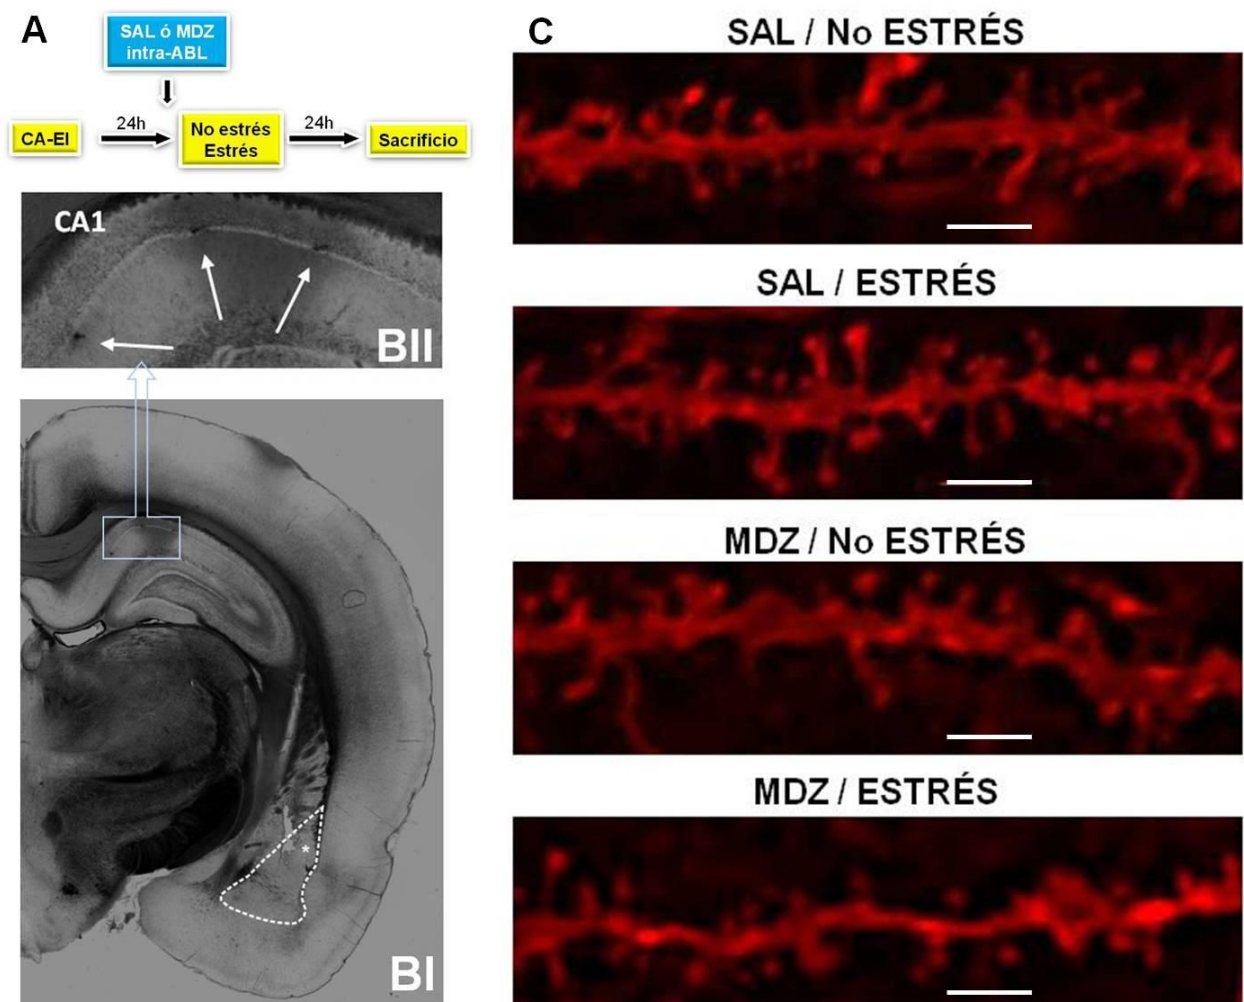 A
SAL ó MDZ
intra-ABL
CA-EI
24h
No estrés
Estrés
24h
Sacrificio
CA1
BII
BI
*
C
SAL / No ESTRÉS
SAL / ESTRÉS
MDZ / No ESTRÉS
MDZ / ESTRÉS